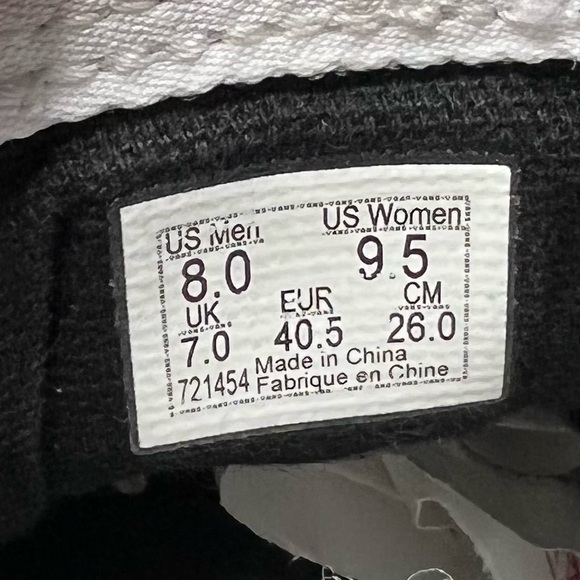 US Men US Women
8.0 9.5
UK EUR CM
7.0 40.5 26.0
Made in China
721454 Fabrique en Chine